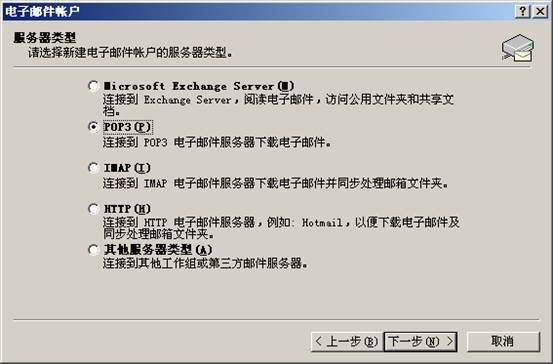 电子邮件帐户
服务器类型
请选择新建电子邮件帐户的服务器类型。
Microsoft Exchange Server(M)
连接到 Exchange Server，阅读电子邮件，访问公用文件夹和共享文
档。
POP3(P)
连接到 POP3 电子邮件服务器下载电子邮件。
IMAP(I)
连接到 IMAP 电子邮件服务器下载电子邮件并同步处理邮箱文件夹。
HTTP(H)
连接到 HTTP 电子邮件服务器，例如: Hotmail，以便下载电子邮件及
同步处理邮箱文件夹。
其他服务器类型(A)
连接到其他工作组或第三方邮件服务器。
< 上一步(B) 下一步(N) > 取消